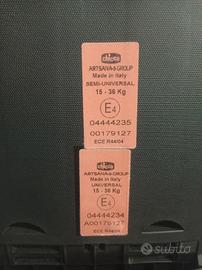 chicco
ARTSANA-GROUP
Made in Italy
SEMI-UNIVERSAL
15 - 36 Kg
E4
04444235
00179127
ECE R44/04
chicco
ARTSANA-GROUP
Made in Italy
UNIVERSAL
15 - 36 Kg
E4
04444234
A00179127
ECE R44/04
subito